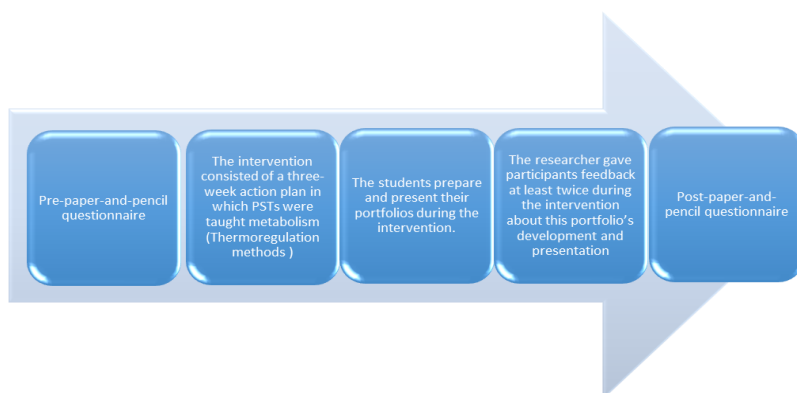 Pre-paper-and-pencil
questionnaire
The intervention
consisted of a three-
week action plan in
which PSTs were
taught metabolism
(Thermoregulation
methods )
The students prepare
and present their
portfolios during the
intervention.
The researcher gave
participants feedback
at least twice during
the intervention
about this portfolio’s
development and
presentation
Post-paper-and-
pencil questionnaire